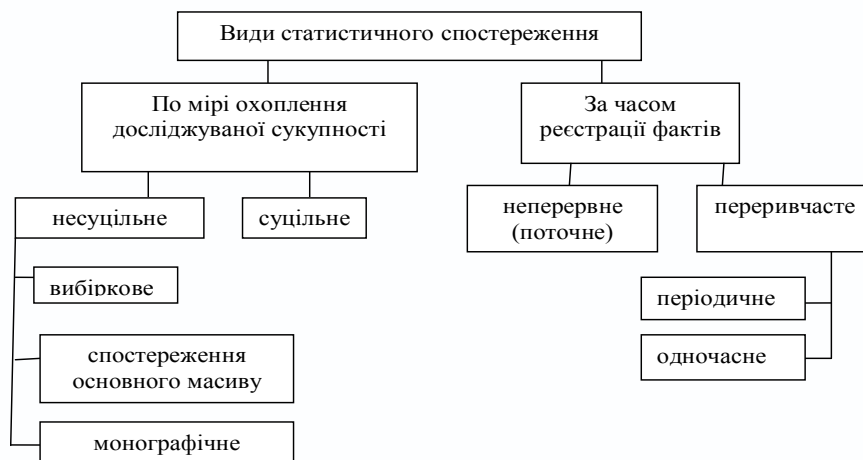 Види статистичного спостереження
По мірі охоплення
досліджуваної сукупності
За часом
реєстрації фактів
несуцільне
суцільне
неперервне
(поточне)
переривчасте
вибіркове
періодичне
спостереження
основного масиву
одночасне
монографічне